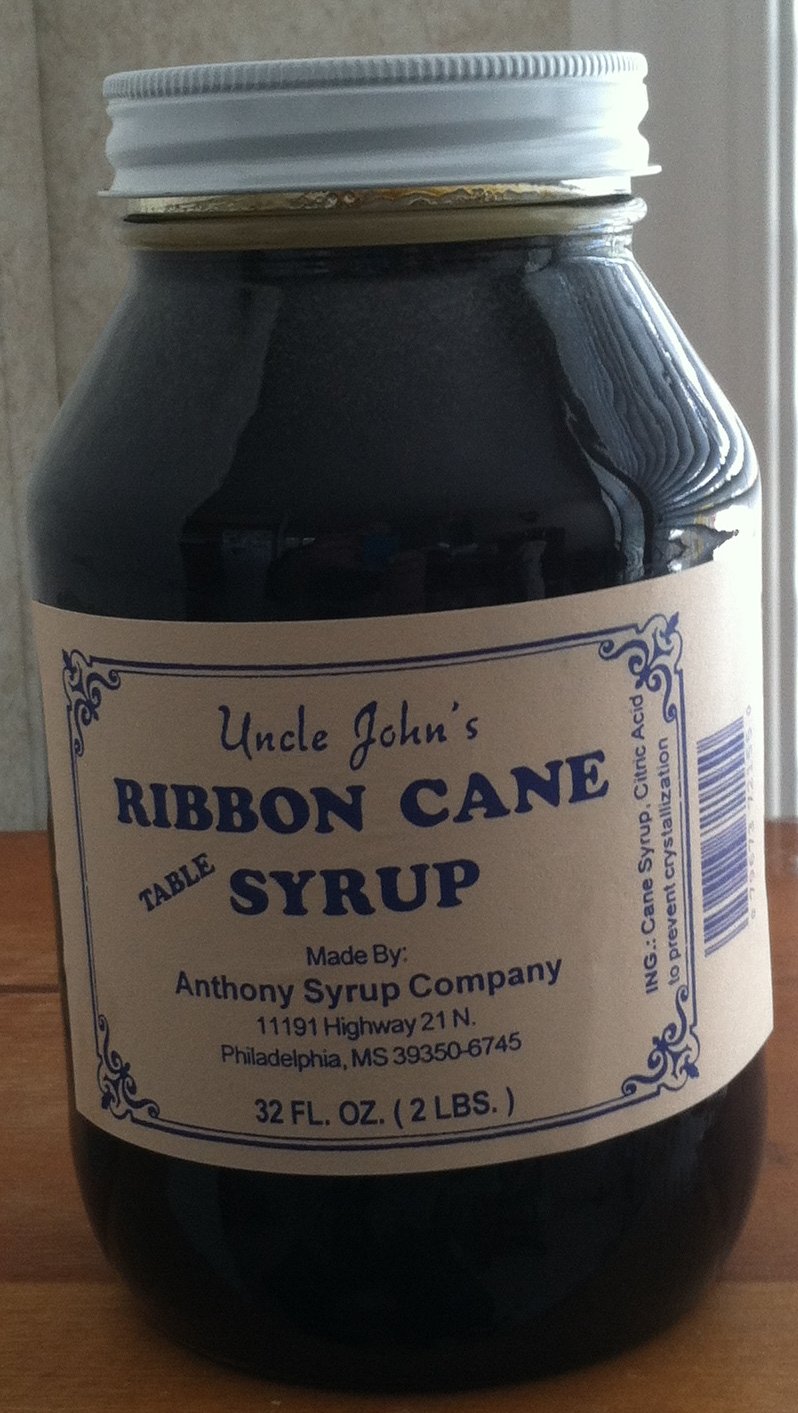 Uncle John's
RIBBON CANE
TABLE SYRUP
Made By:
Anthony Syrup Company
11191 Highway 21 N.
Philadelphia, MS 39350-6745
32 FL. OZ. ( 2 LBS. )
ING.: Cane Syrup, Citric Acid
to prevent crystallization